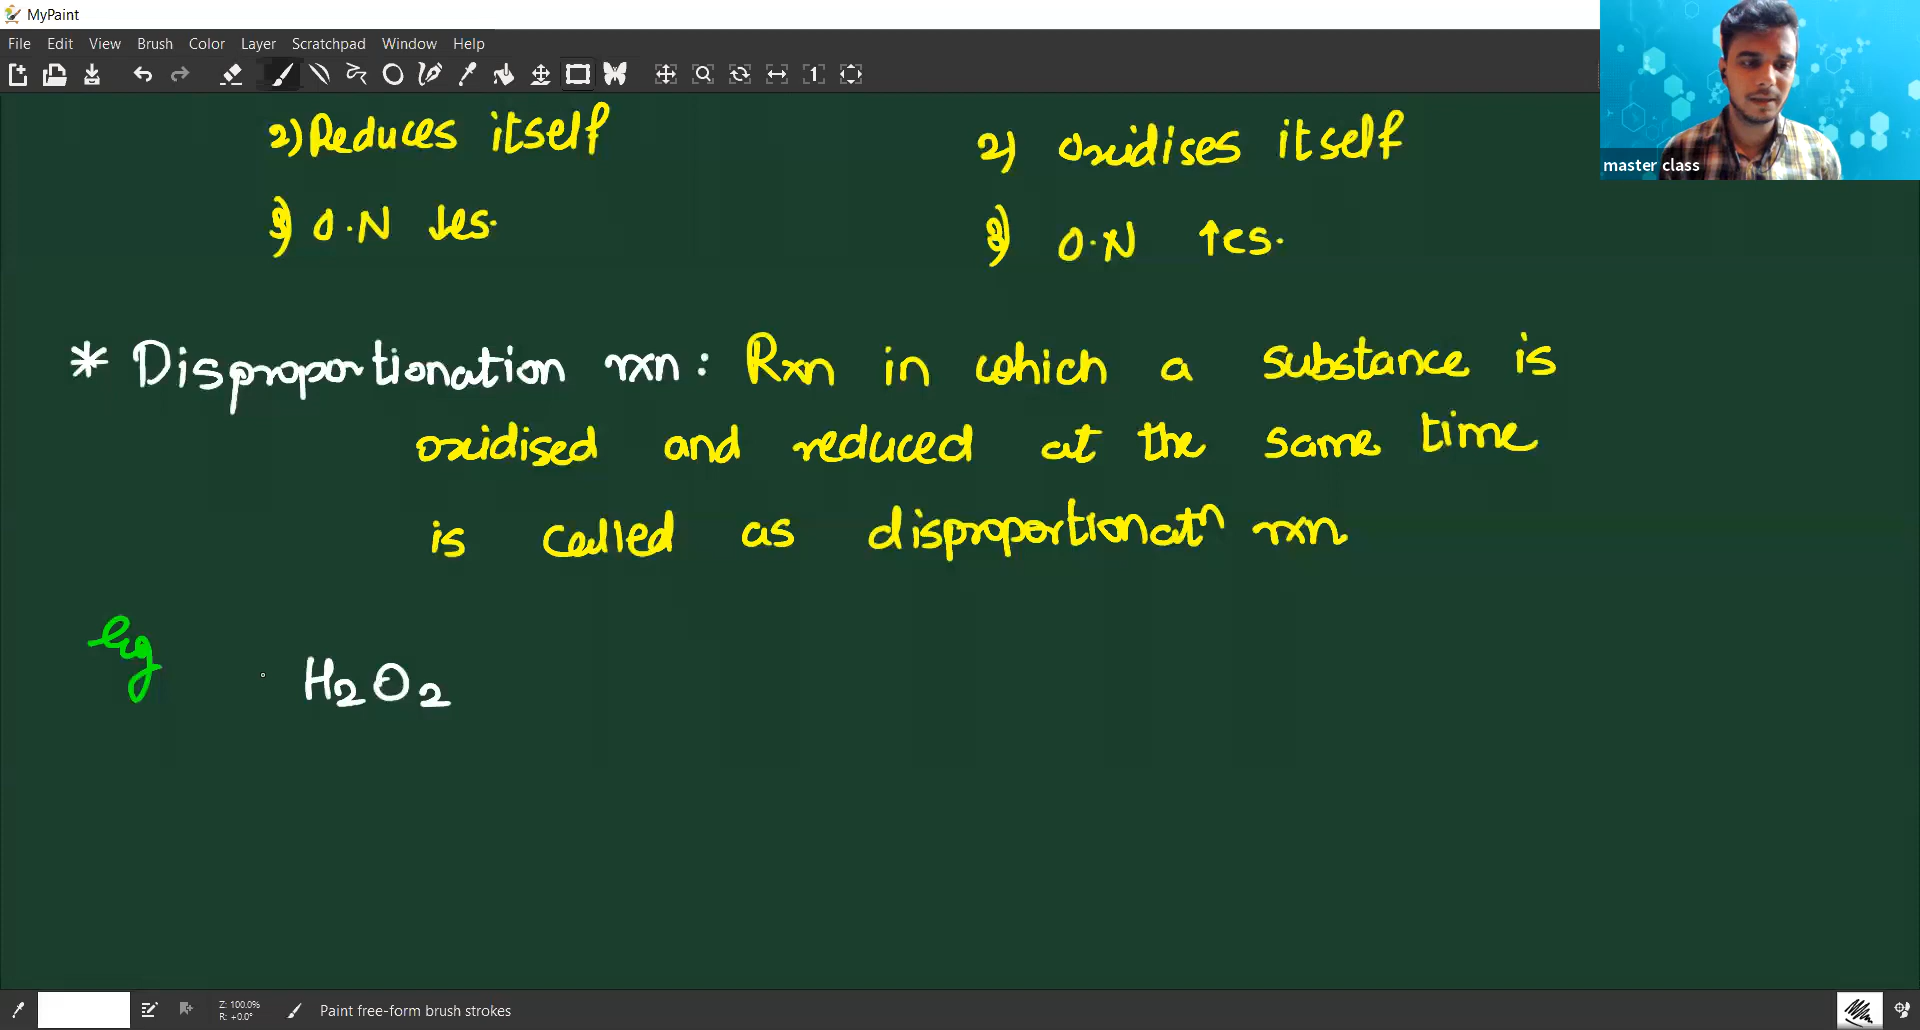 MyPaint
File Edit View Brush Color Layer Scratchpad Window Help
master class
2) Reduces itself
2) oxidises itself
3) O.N ↓es.
3) O.N ↑es.
* Disproportionation rxn: Rxn in which a substance is
oxidised and reduced at the same time
is called as disproportionatⁿ rxn
eg
H2O2
Z: 100.0%
R: +0.0°
Paint free-form brush strokes